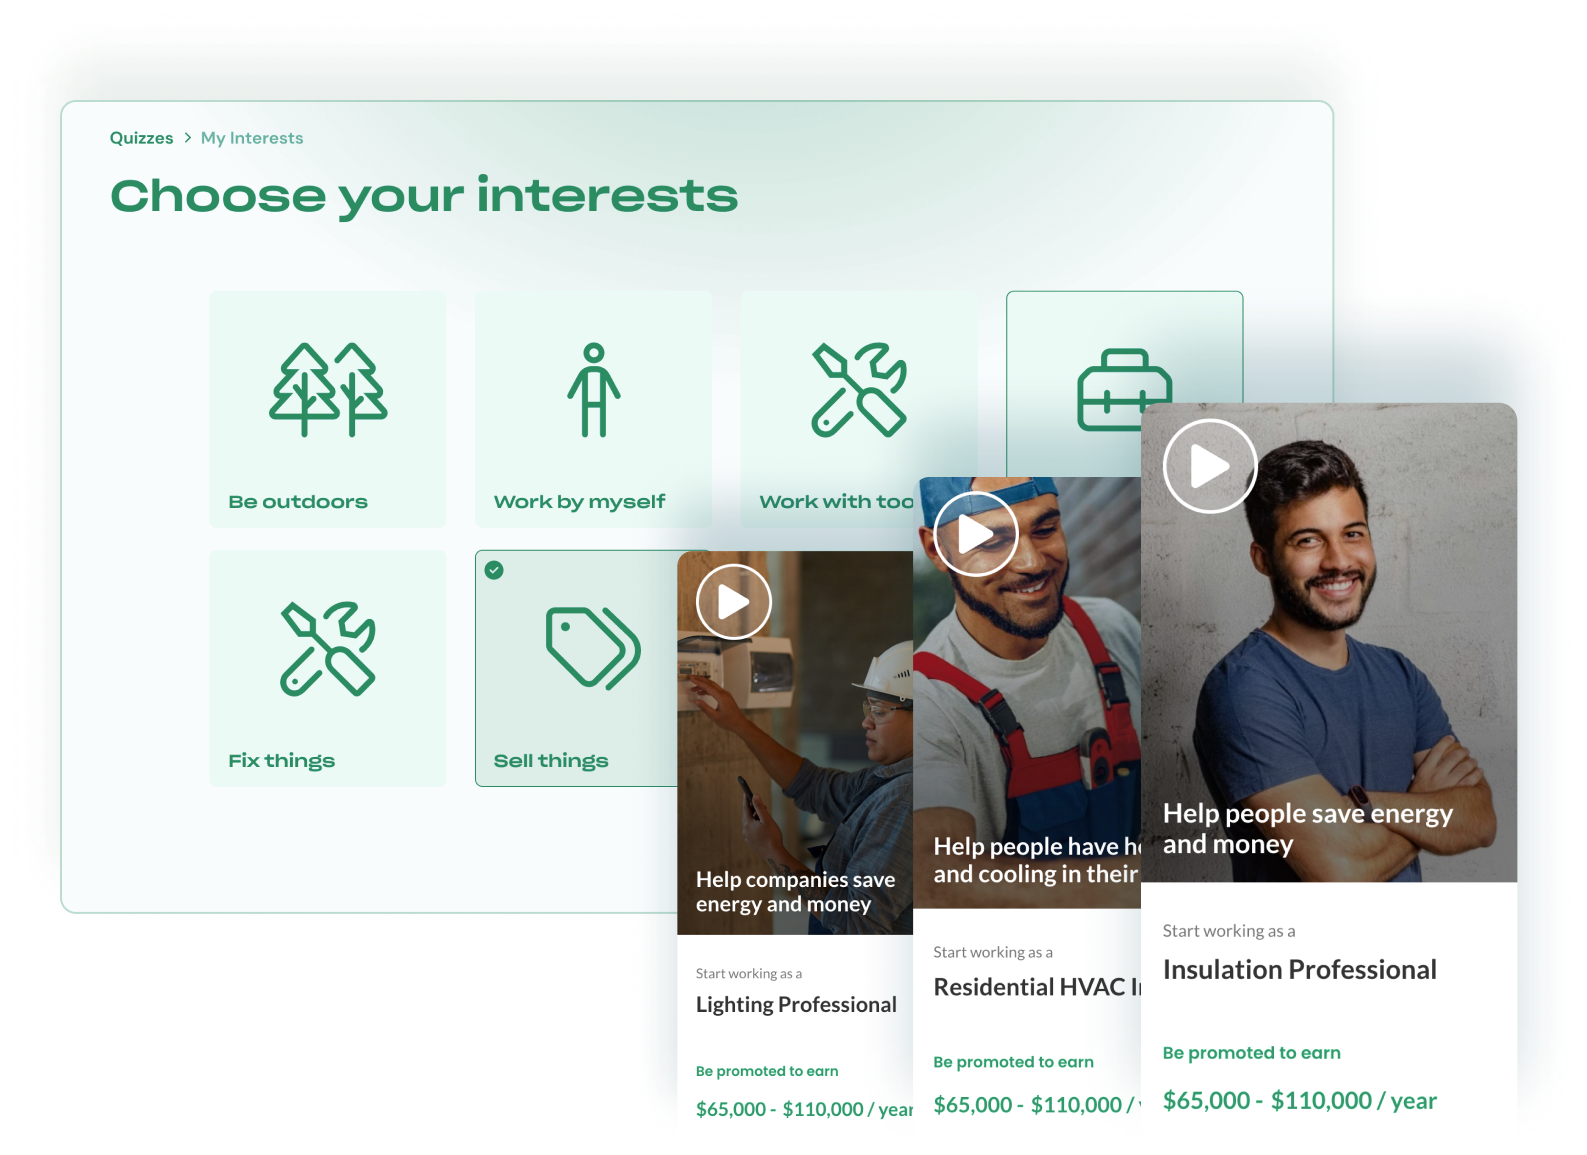 Quizzes > My Interests
Choose your interests
Be outdoors
Work by myself
Work with
Fix things
Sell things
Help companies save
energy and money
Start working as a
Lighting Professional
Be promoted to earn
$65,000 - $110,000 / year
Help people have
and cooling in their
Start working as a
Residential HVAC
Be promoted to earn
$65,000 - $110,000 /
Help people save energy
and money
Start working as a
Insulation Professional
Be promoted to earn
$65,000 - $110,000 / year